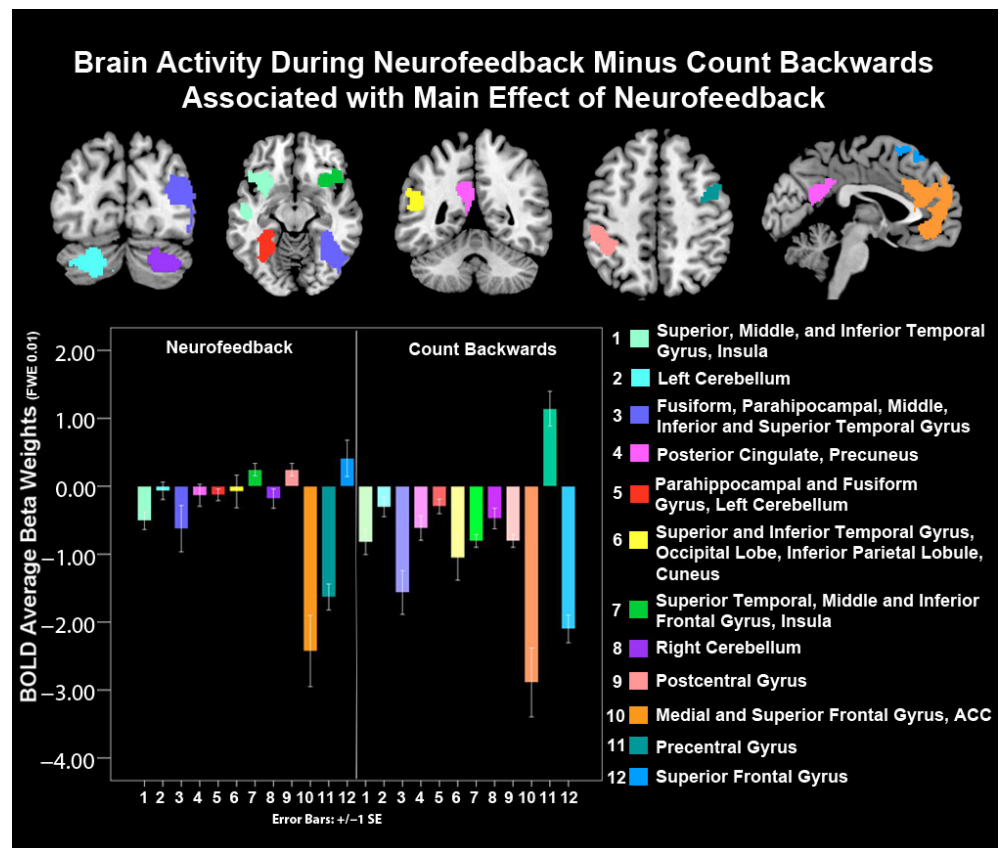 Brain Activity During Neurofeedback Minus Count Backwards
Associated with Main Effect of Neurofeedback
BOLD Average Beta Weights (FWE 0.01)
2.00
1.00
0.00
−1.00
−2.00
−3.00
−4.00
Neurofeedback
Count Backwards
1 2 3 4 5 6 7 8 9 10 11 12 1 2 3 4 5 6 7 8 9 10 11 12
Error Bars: +/−1 SE
1 Superior, Middle, and Inferior Temporal
Gyrus, Insula
2 Left Cerebellum
3 Fusiform, Parahipocampal, Middle,
Inferior and Superior Temporal Gyrus
4 Posterior Cingulate, Precuneus
5 Parahippocampal and Fusiform
Gyrus, Left Cerebellum
6 Superior and Inferior Temporal Gyrus,
Occipital Lobe, Inferior Parietal Lobule,
Cuneus
7 Superior Temporal, Middle and Inferior
Frontal Gyrus, Insula
8 Right Cerebellum
9 Postcentral Gyrus
10 Medial and Superior Frontal Gyrus, ACC
11 Precentral Gyrus
12 Superior Frontal Gyrus